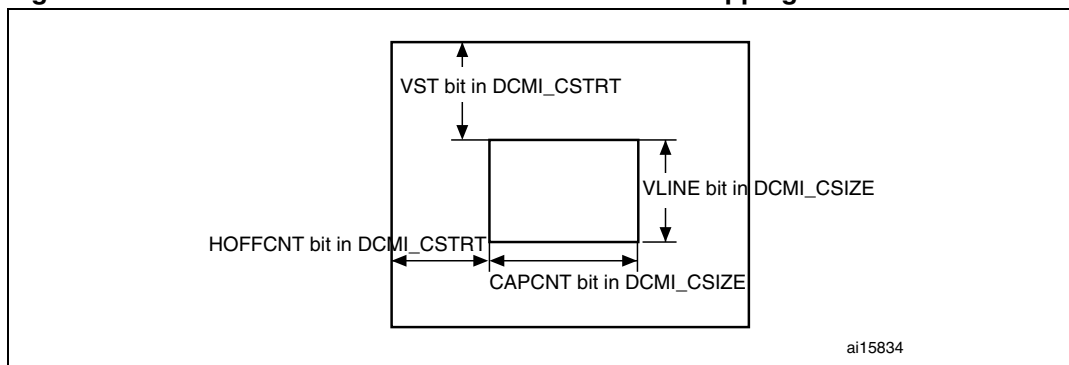 VST bit in DCMI_CSTRT
VLINE bit in DCMI_CSIZE
HOFFCNT bit in DCMI_CSTRT
CAPCNT bit in DCMI_CSIZE
ai15834